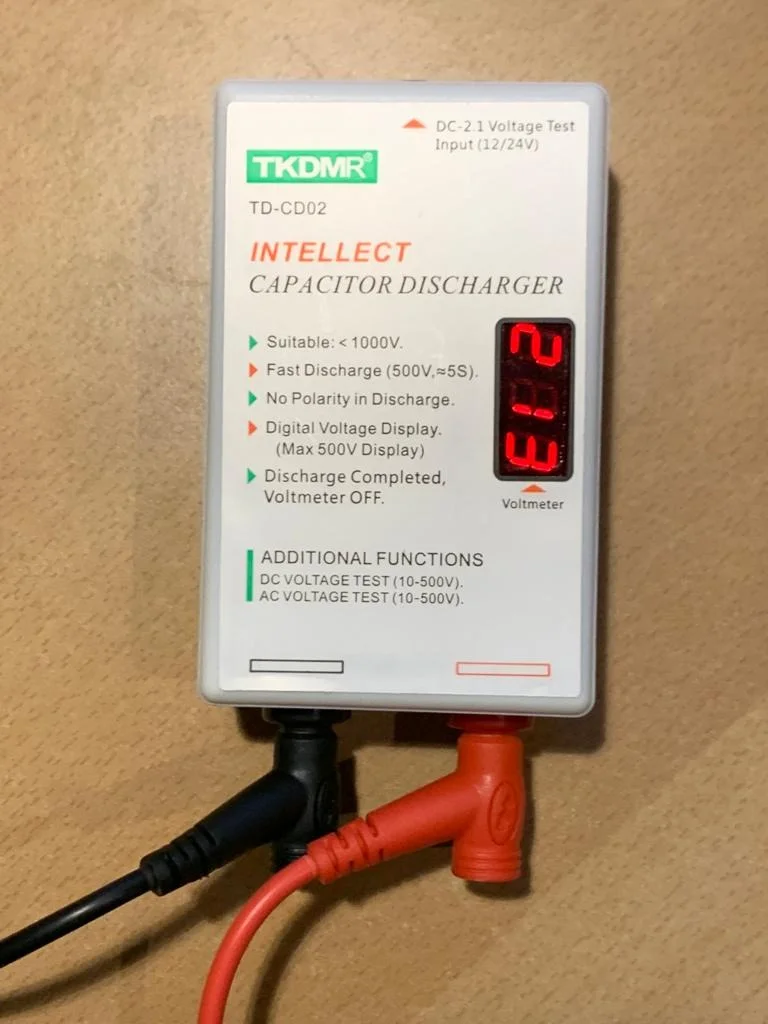 DC-2.1 Voltage Test
Input (12/24V)
TKDMR®
TD-CD02
INTELLECT
CAPACITOR DISCHARGER
Suitable: < 1000V.
Fast Discharge (500V,≈5S).
No Polarity in Discharge.
Digital Voltage Display.
(Max 500V Display)
Discharge Completed,
Voltmeter OFF.
Voltmeter
ADDITIONAL FUNCTIONS
DC VOLTAGE TEST (10-500V).
AC VOLTAGE TEST (10-500V).